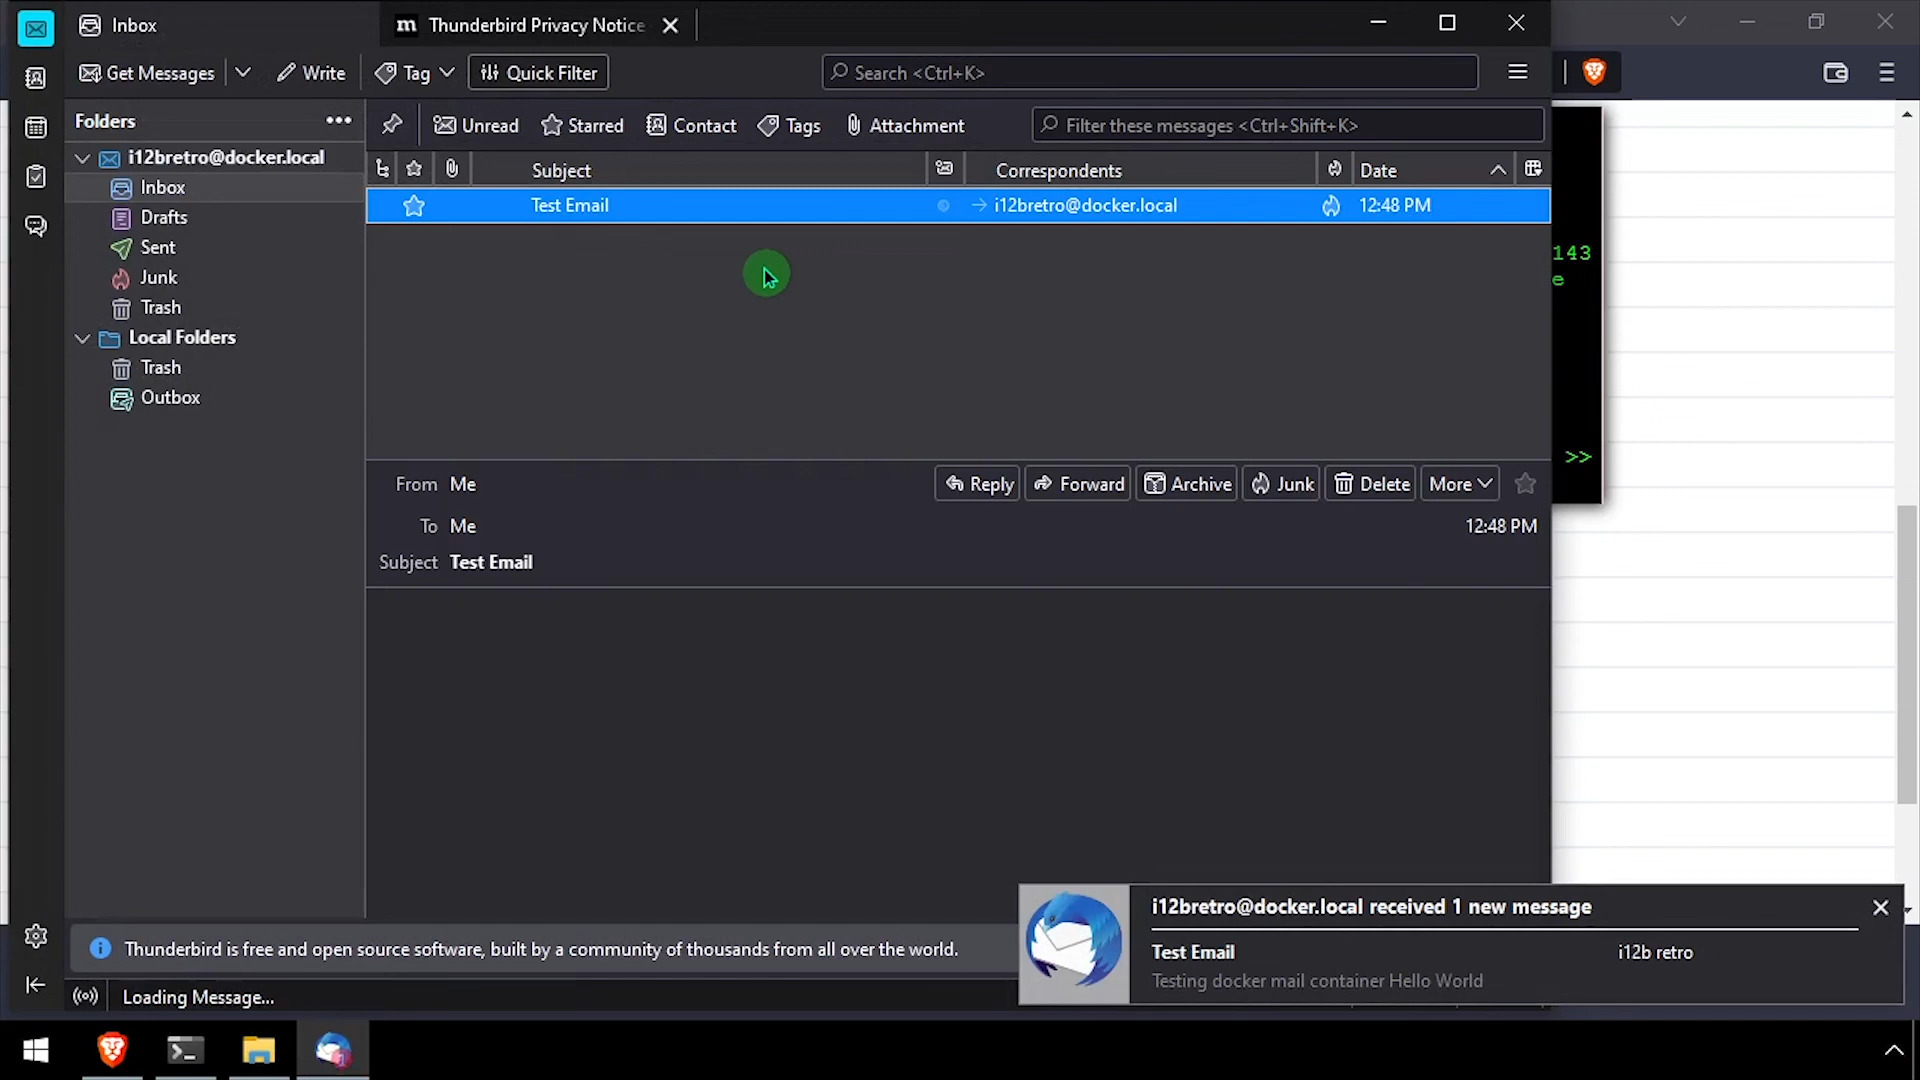 Inbox
m Thunderbird Privacy Notice
Get Messages
Write
Tag
Quick Filter
Search <Ctrl+K>
Folders
Unread
Starred
Contact
Tags
Attachment
Filter these messages <Ctrl+Shift+K>
i12bretro@docker.local
Inbox
Drafts
Sent
Junk
Trash
Local Folders
Trash
Outbox
Subject
Correspondents
Date
Test Email
i12bretro@docker.local
12:48 PM
143
e
>>
From Me
Reply
Forward
Archive
Junk
Delete
More
To Me
12:48 PM
Subject Test Email
i12bretro@docker.local received 1 new message
Test Email
i12b retro
Testing docker mail container Hello World
Thunderbird is free and open source software, built by a community of thousands from all over the world.
Loading Message...
1